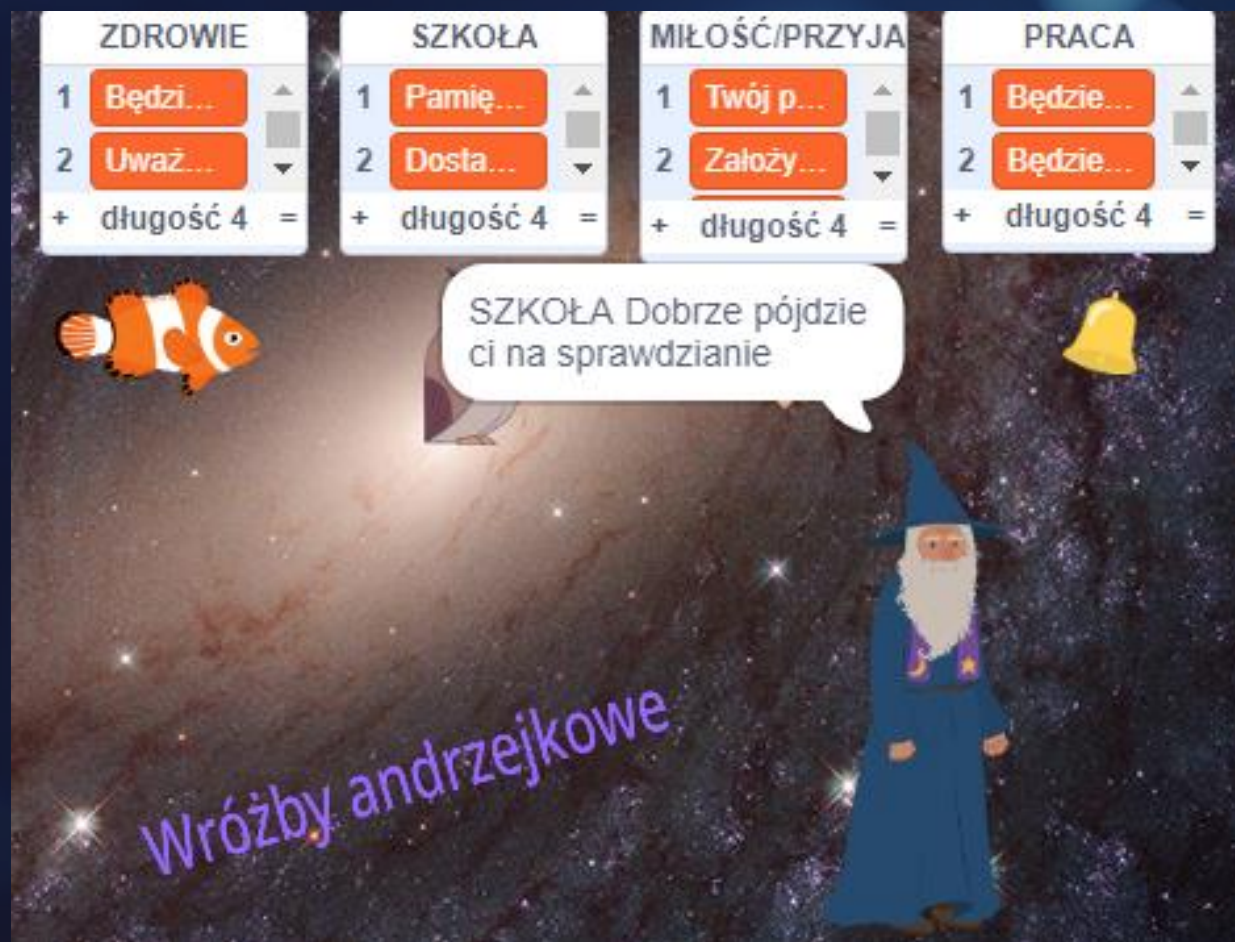 ZDROWIE
1 Będzi...
2 Uważ...
+ długość 4 =
SZKOŁA
1 Pamię...
2 Dosta...
+ długość 4 =
MIŁOŚĆ/PRZYJA
1 Twój p...
2 Założy...
+ długość 4 =
PRACA
1 Będzie...
2 Będzie...
+ długość 4 =
SZKOŁA Dobrze pójdzie
ci na sprawdzianie
Wróżby andrzejkowe